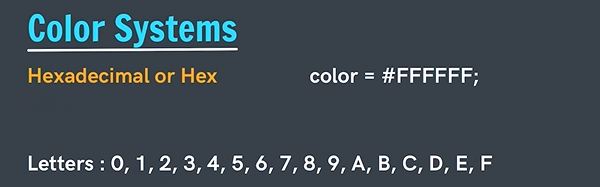 Color Systems
Hexadecimal or Hex color = #FFFFFF;
Letters : 0, 1, 2, 3, 4, 5, 6, 7, 8, 9, A, B, C, D, E, F